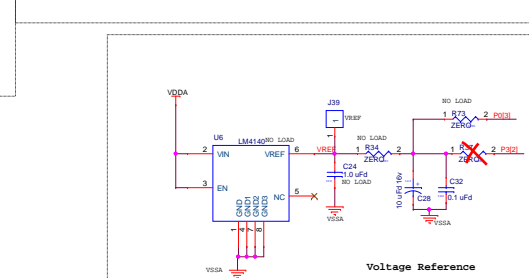 NO LOAD
VDDA
J39
1
VREF
R73
1 2 P0[3]
ZERO
U6
LM4140 NO LOAD
NO LOAD
R34
2 VIN
VREF 6
VREF
1 2
1 2 P3[2]
ZERO
C24
1.0 uFd
NO LOAD
3 EN
NC 5
C32
0.1 uFd
10 uFd 16v
C28
GND
GND1
GND2
GND3
1
4
7
8
VSSA
VSSA
VSSA
Voltage Reference